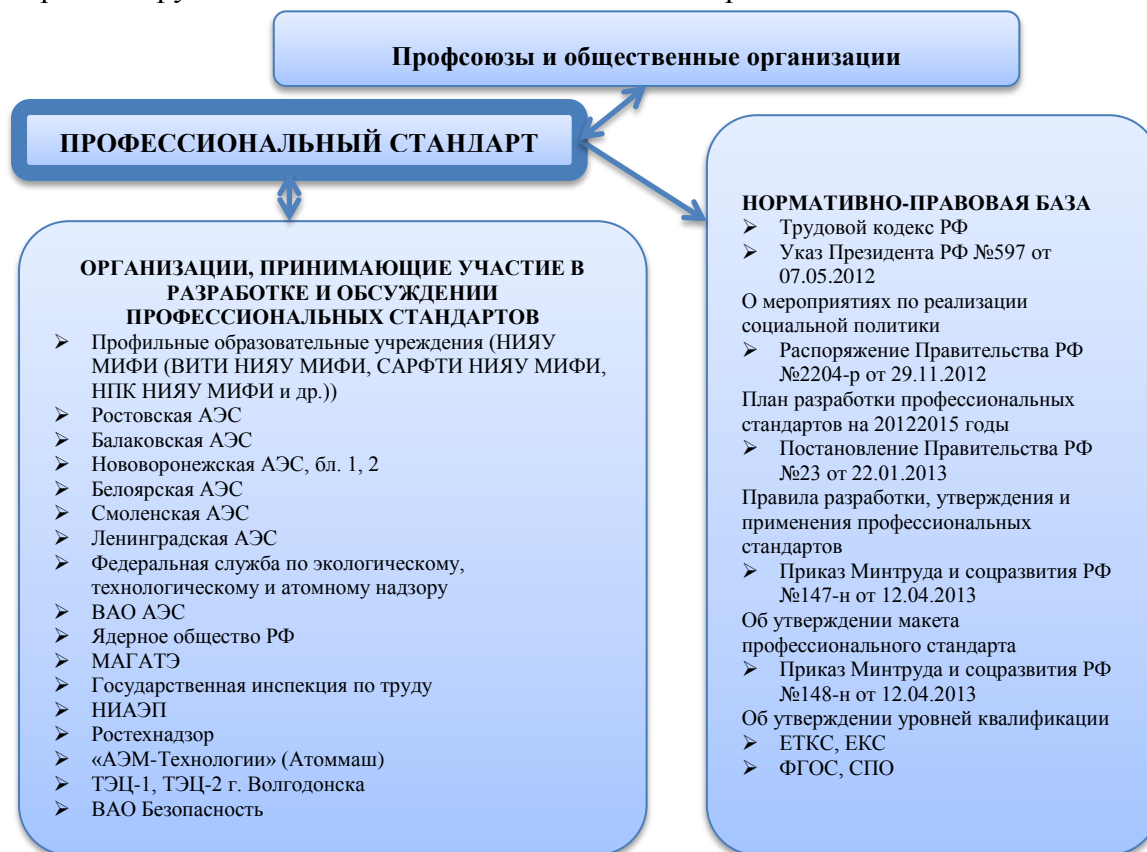 Профсоюзы и общественные организации
ПРОФЕССИОНАЛЬНЫЙ СТАНДАРТ
ОРГАНИЗАЦИИ, ПРИНИМАЮЩИЕ УЧАСТИЕ В
РАЗРАБОТКЕ И ОБСУЖДЕНИИ
ПРОФЕССИОНАЛЬНЫХ СТАНДАРТОВ
➢ Профильные образовательные учреждения (НИЯУ
МИФИ (ВИТИ НИЯУ МИФИ, САРФТИ НИЯУ МИФИ,
НПК НИЯУ МИФИ и др.))
➢ Ростовская АЭС
➢ Балаковская АЭС
➢ Нововоронежская АЭС, бл. 1, 2
➢ Белоярская АЭС
➢ Смоленская АЭС
➢ Ленинградская АЭС
➢ Федеральная служба по экологическому,
технологическому и атомному надзору
➢ ВАО АЭС
➢ Ядерное общество РФ
➢ МАГАТЭ
➢ Государственная инспекция по труду
➢ НИАЭП
➢ Ростехнадзор
➢ «АЭМ-Технологии» (Атоммаш)
➢ ТЭЦ-1, ТЭЦ-2 г. Волгодонска
➢ ВАО Безопасность
НОРМАТИВНО-ПРАВОВАЯ БАЗА
➢ Трудовой кодекс РФ
➢ Указ Президента РФ №597 от
07.05.2012
О мероприятиях по реализации
социальной политики
➢ Распоряжение Правительства РФ
№2204-р от 29.11.2012
План разработки профессиональных
стандартов на 20122015 годы
➢ Постановление Правительства РФ
№23 от 22.01.2013
Правила разработки, утверждения и
применения профессиональных
стандартов
➢ Приказ Минтруда и соцразвития РФ
№147-н от 12.04.2013
Об утверждении макета
профессионального стандарта
➢ Приказ Минтруда и соцразвития РФ
№148-н от 12.04.2013
Об утверждении уровней квалификации
➢ ЕТКС, ЕКС
➢ ФГОС, СПО